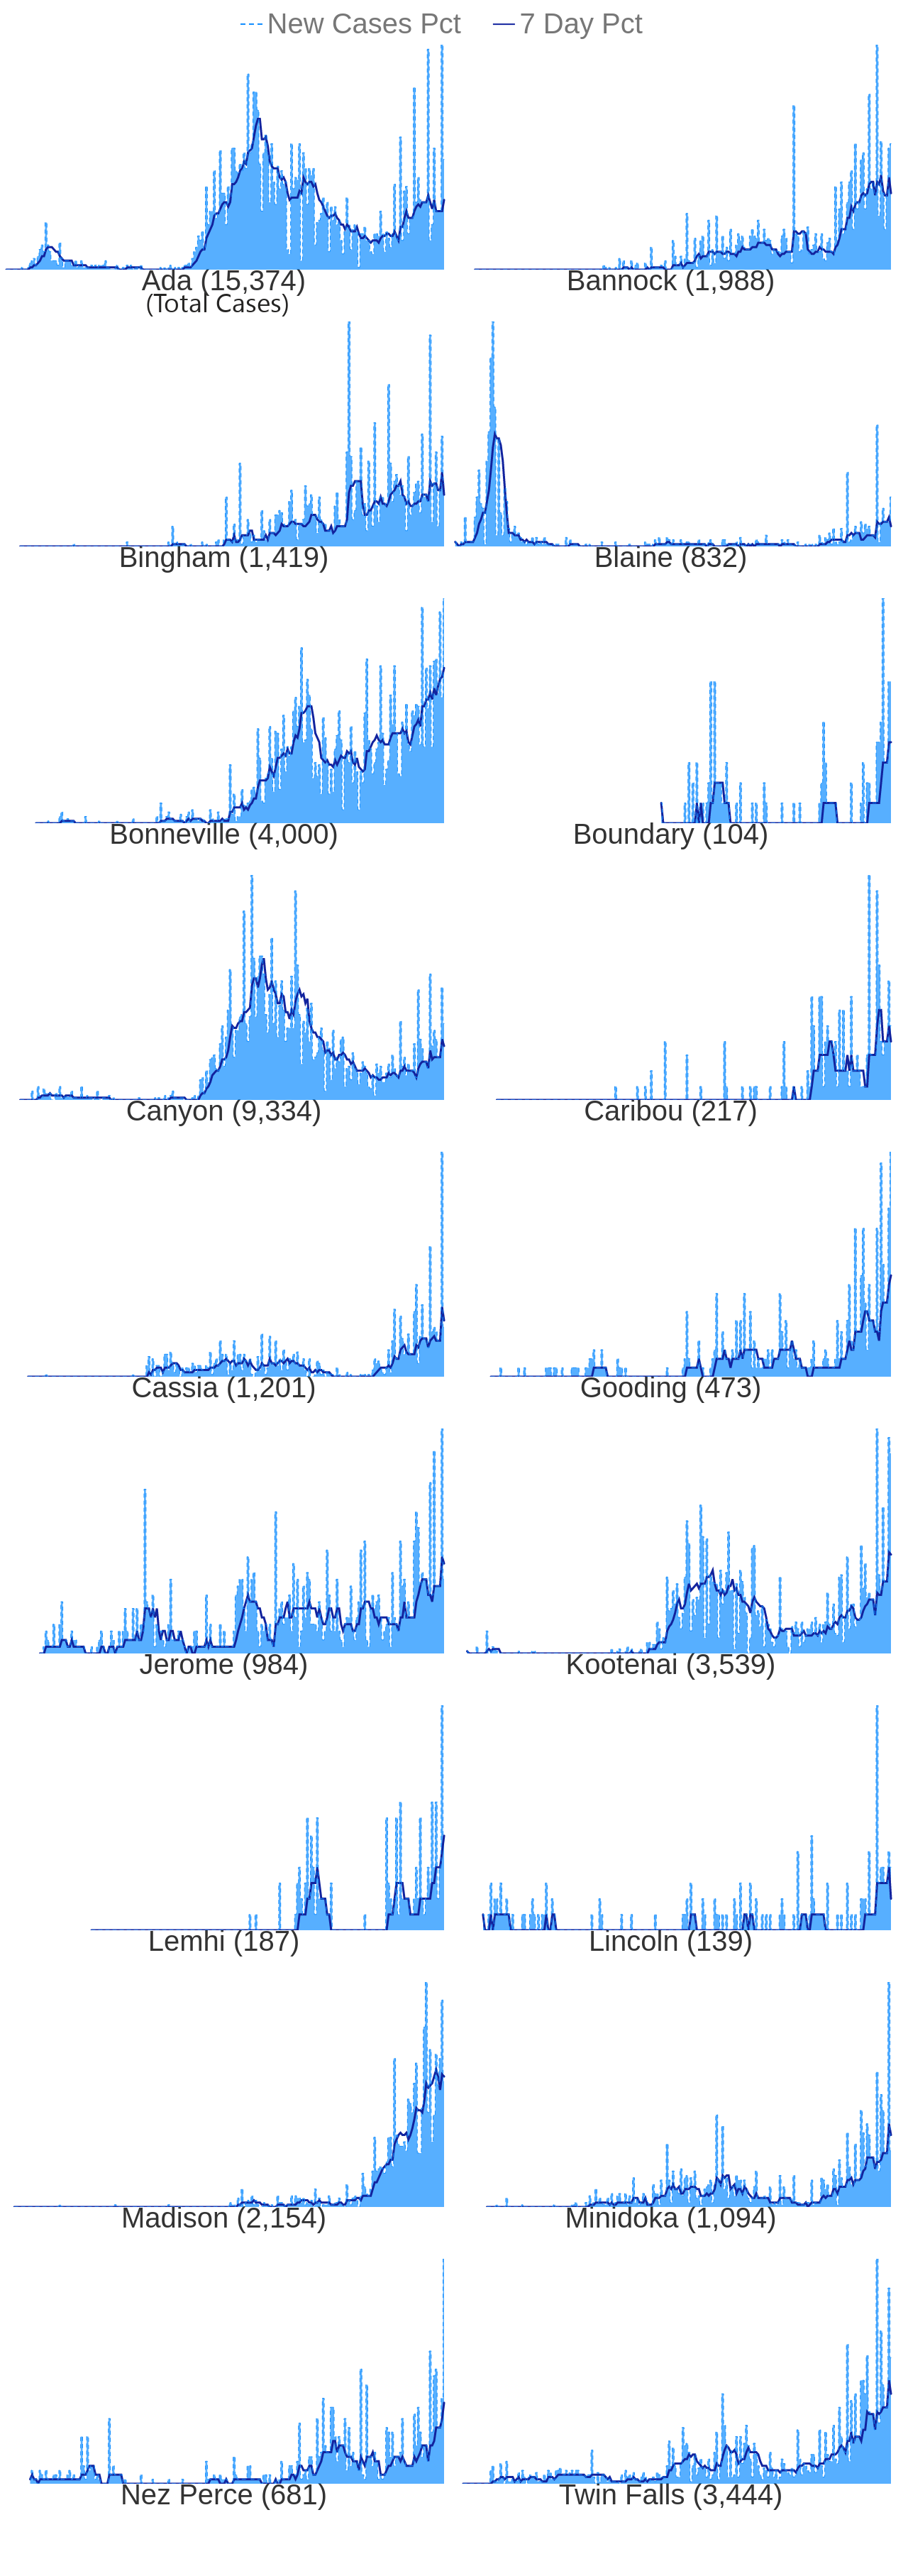 New Cases Pct 7 Day Pct
Ada (15,374) Bannock (1,988)
(Total Cases)
Bingham (1,419) Blaine (832)
Bonneville (4,000) Boundary (104)
Canyon (9,334) Caribou (217)
Cassia (1,201) Gooding (473)
Jerome (984) Kootenai (3,539)
Lemhi (187) Lincoln (139)
Madison (2,154) Minidoka (1,094)
Nez Perce (681) Twin Falls (3,444)